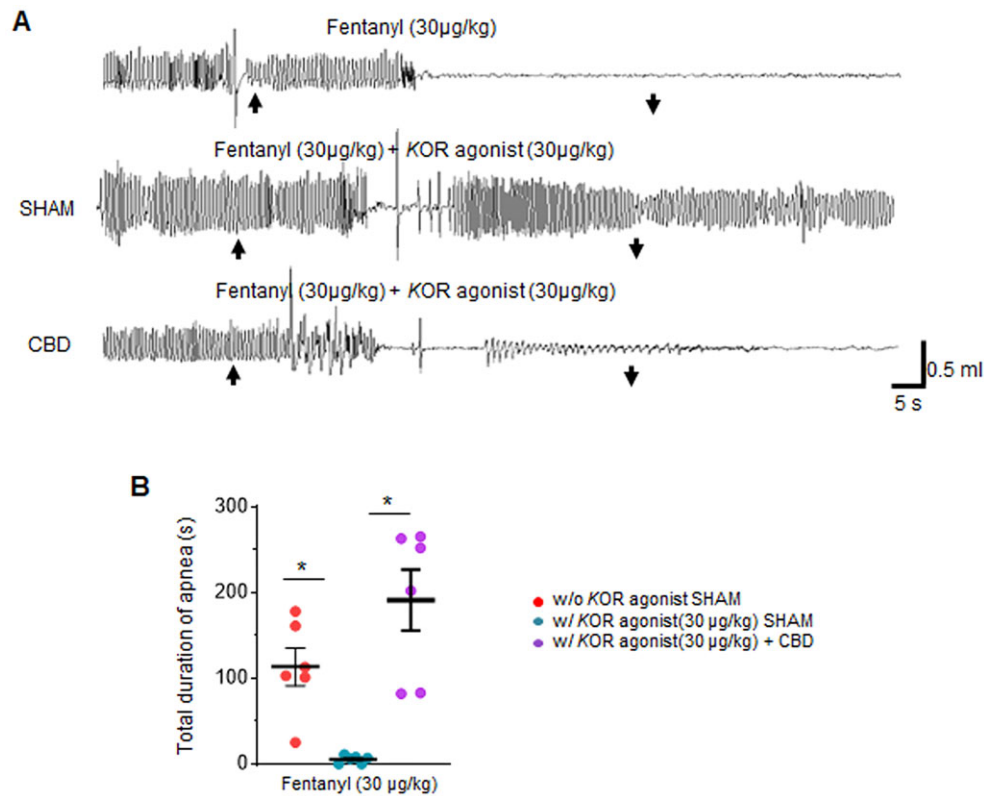 A
Fentanyl (30µg/kg)
Fentanyl (30µg/kg) + KOR agonist (30µg/kg)
SHAM
Fentanyl (30µg/kg) + KOR agonist (30µg/kg)
CBD
0.5 ml
5 s
B
Total duration of apnea (s)
300
200
100
0
*
*
Fentanyl (30 µg/kg)
w/o KOR agonist SHAM
w/ KOR agonist(30 µg/kg) SHAM
w/ KOR agonist(30 µg/kg) + CBD